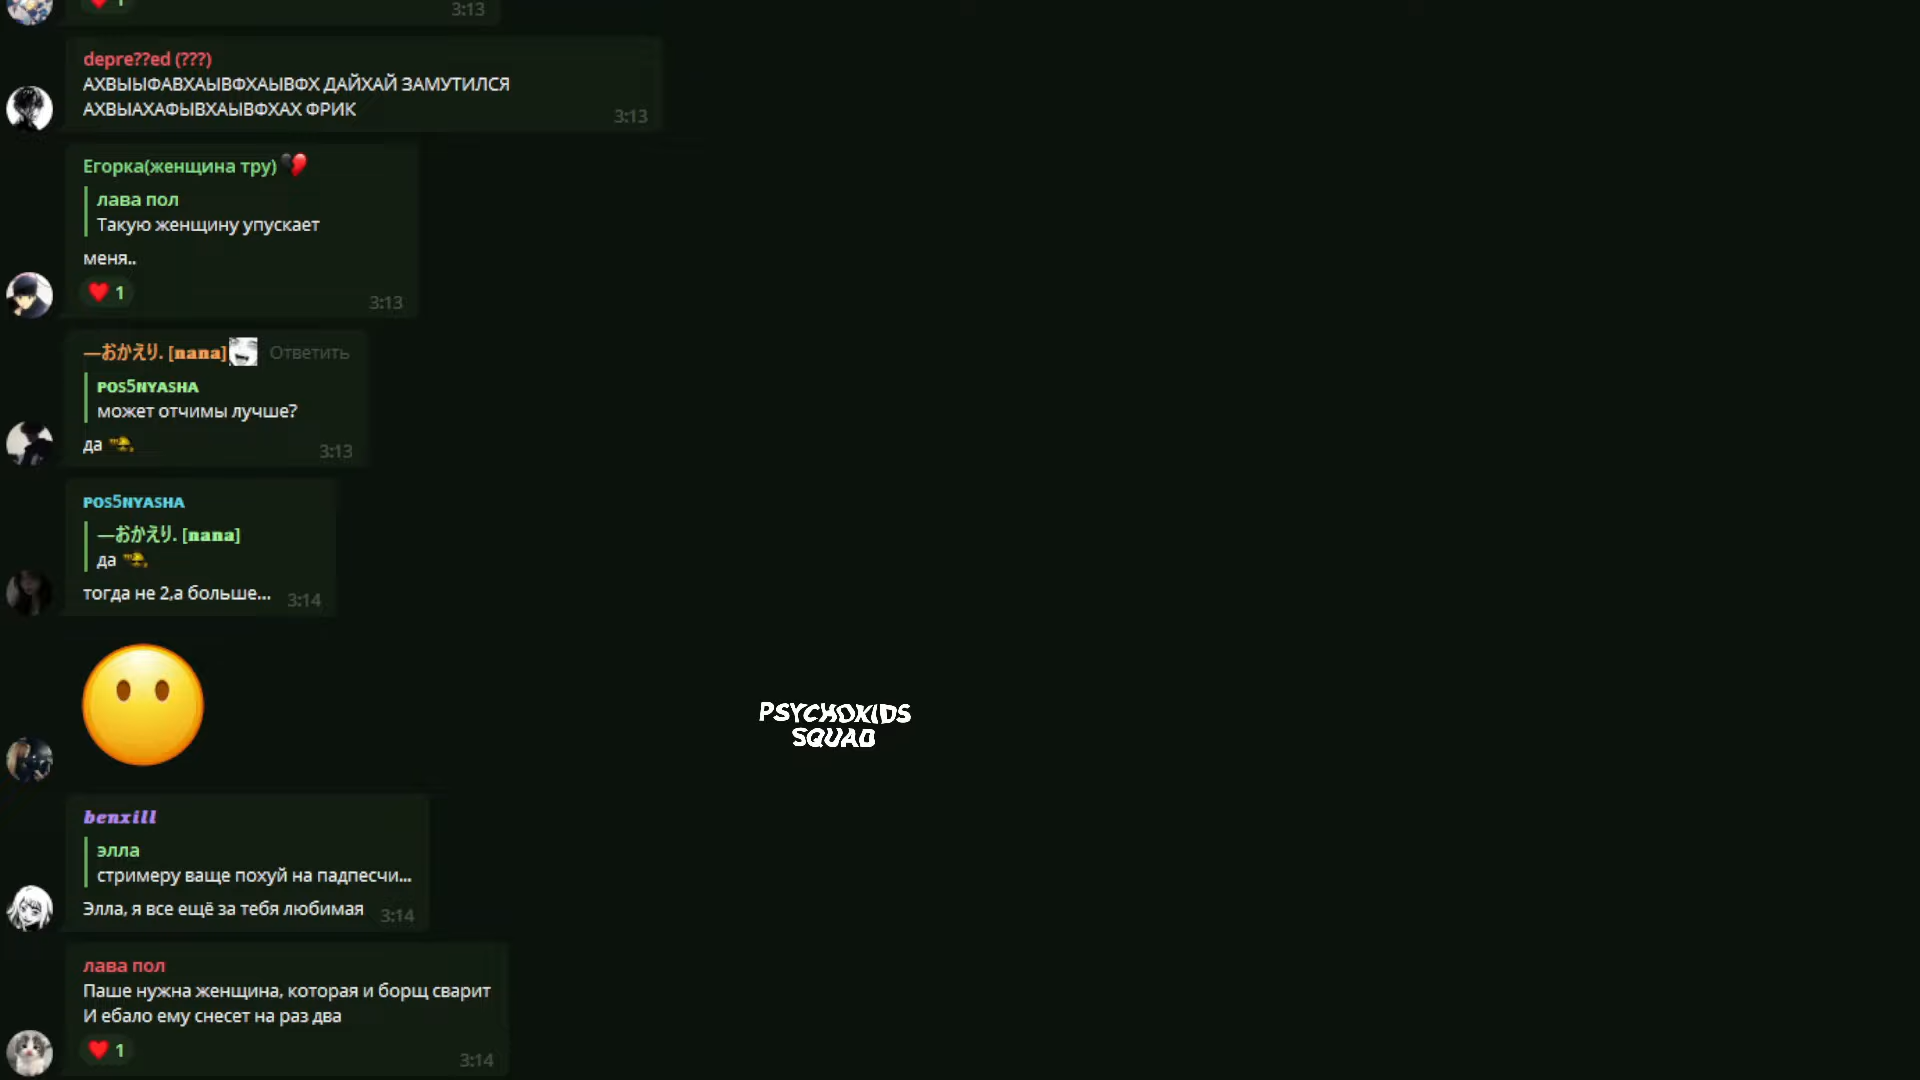 1
3:13
depre??ed (???)
АХВЫЫФАВХАЫВФХАЫВФХ ДАЙХАЙ ЗАМУТИЛСЯ
АХВЫАХАФЫВХАЫВФХАХ ФРИК
3:13
Егорка(женщина тру)
лава пол
Такую женщину упускает
меня..
1
3:13
—おかえり. [nana] Ответить
POS5NYASHA
может отчимы лучше?
да
3:13
POS5NYASHA
—おかえり. [nana]
да
тогда не 2,а больше...
3:14
PSYCHOKIDS
SQUAD
benxill
элла
стримеру ваще похуй на падпесчи...
Элла, я все ещё за тебя любимая
3:14
лава пол
Паше нужна женщина, которая и борщ сварит
И ебало ему снесет на раз два
1
3:14